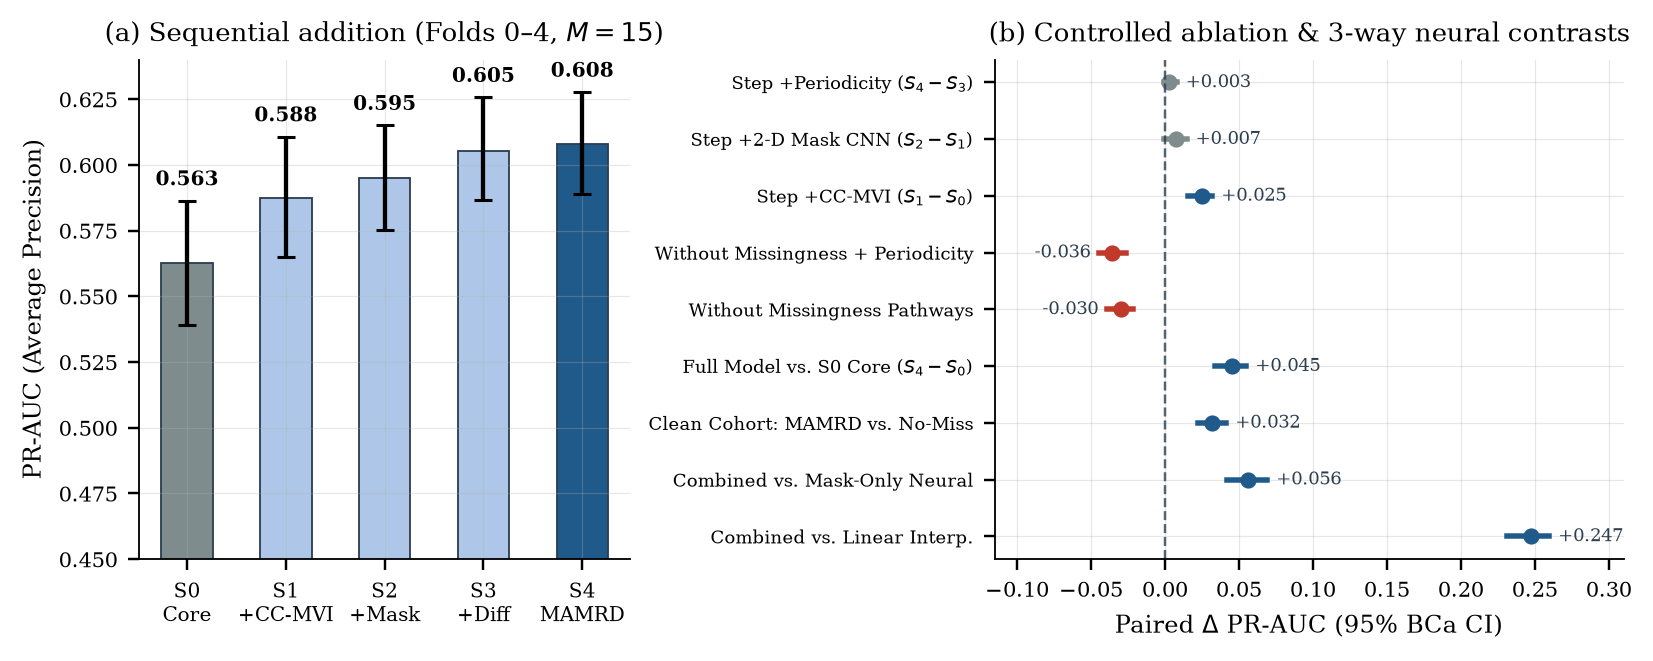 (a) Sequential addition (Folds 0–4, M = 15)
PR-AUC (Average Precision)
0.625
0.600
0.575
0.550
0.525
0.500
0.475
0.450
0.563
0.588
0.595
0.605
0.608
S0
Core
S1
+CC-MVI
S2
+Mask
S3
+Diff
S4
MAMRD
(b) Controlled ablation & 3-way neural contrasts
Step +Periodicity (S₄ − S₃)
+0.003
Step +2-D Mask CNN (S₂ − S₁)
+0.007
Step +CC-MVI (S₁ − S₀)
+0.025
Without Missingness + Periodicity
-0.036
Without Missingness Pathways
-0.030
Full Model vs. S0 Core (S₄ − S₀)
+0.045
Clean Cohort: MAMRD vs. No-Miss
+0.032
Combined vs. Mask-Only Neural
+0.056
Combined vs. Linear Interp.
+0.247
−0.10 −0.05 0.00 0.05 0.10 0.15 0.20 0.25 0.30
Paired Δ PR-AUC (95% BCa CI)